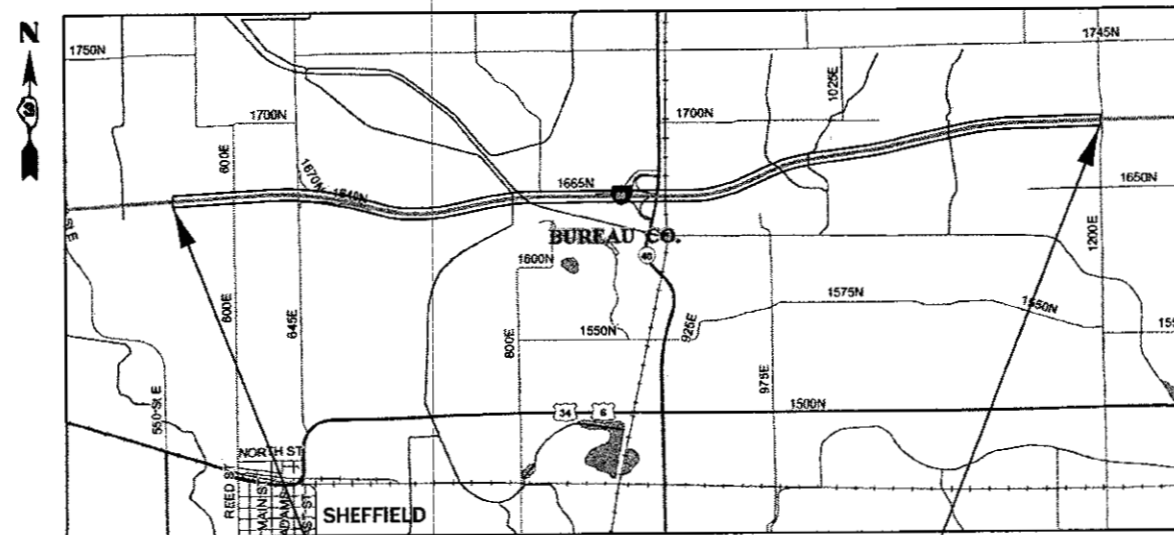 N
1750N
1745N
1025E
1700N
1700N
600E
1670N
1640N
1665N
1650N
1200E
BUREAU CO.
40
1600N
1575N
1550N
600E
645E
800E
1550N
925E
975E
550 St E
34
6
1500N
NORTH ST
REED ST
MAIN ST
ADAMS
SHEFFIELD